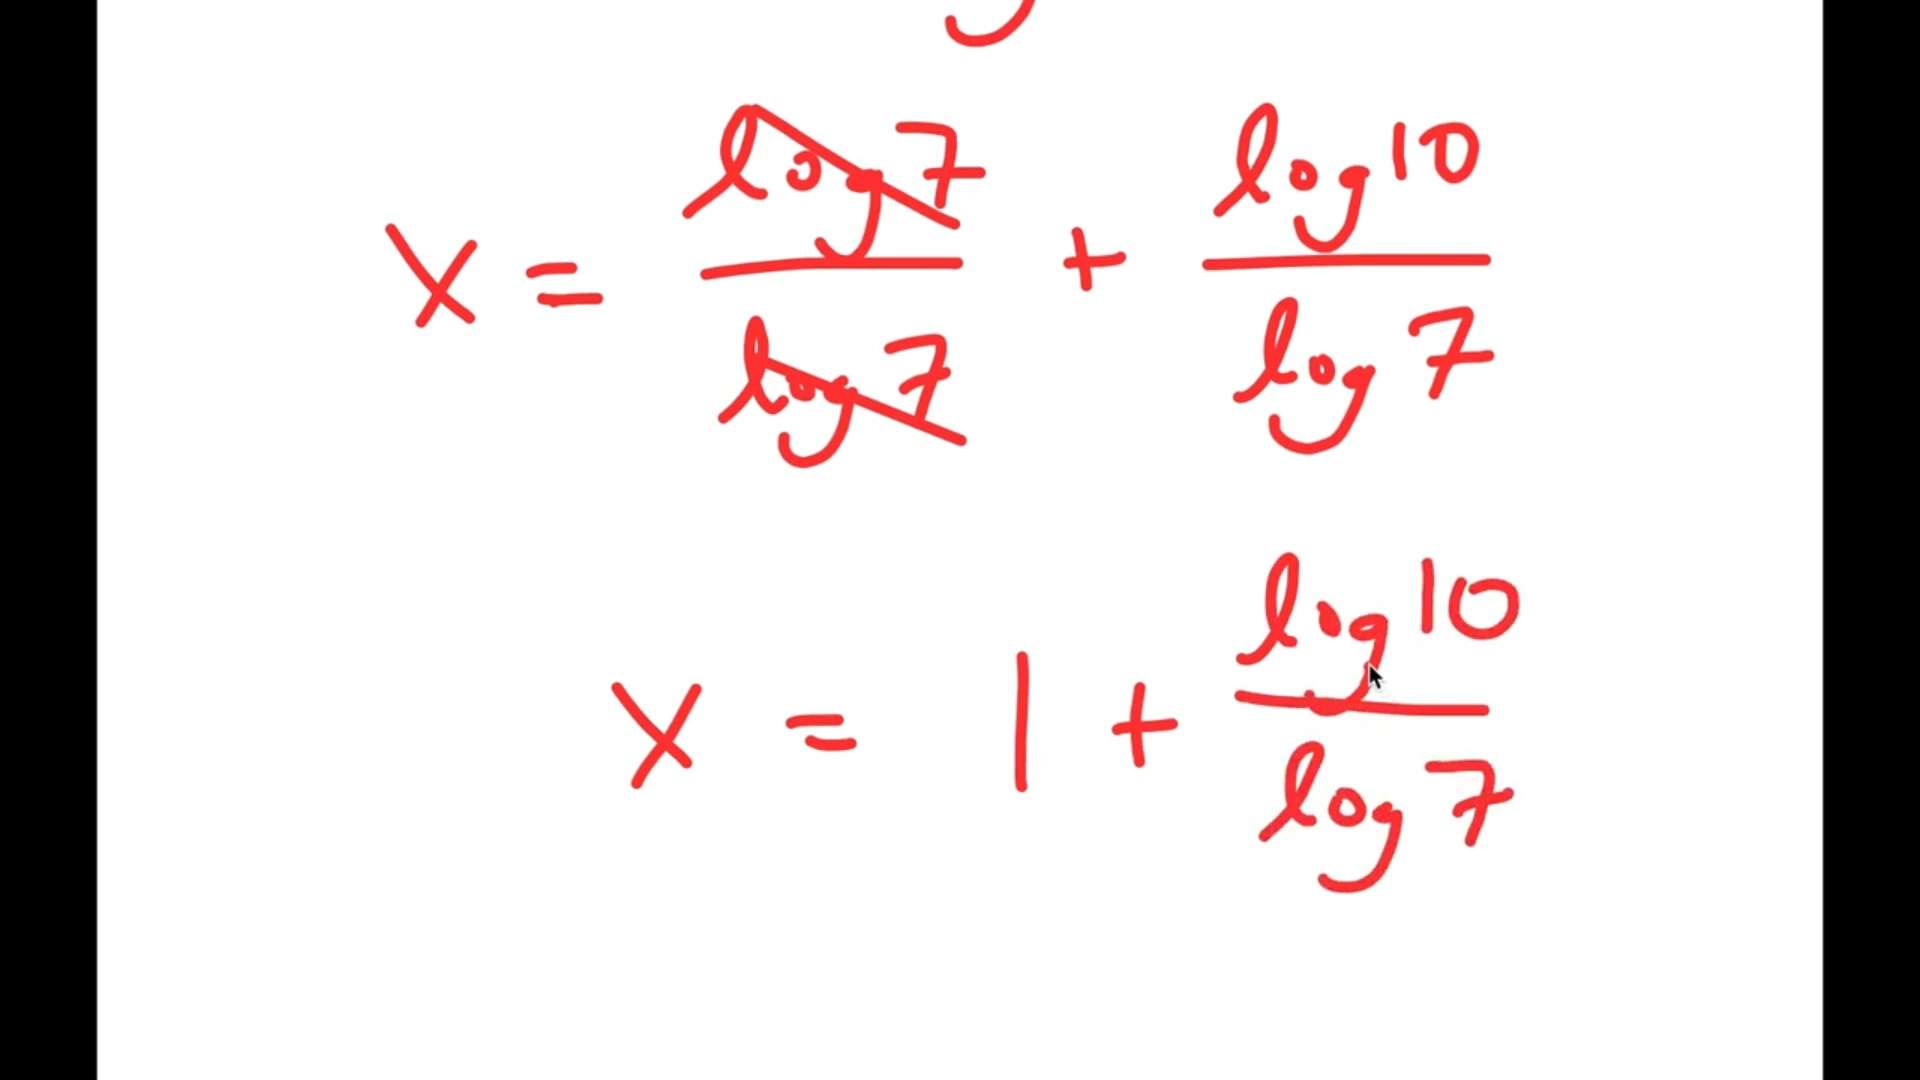 x = log 7 / log 7 + log 10 / log 7
x = 1 + log 10 / log 7